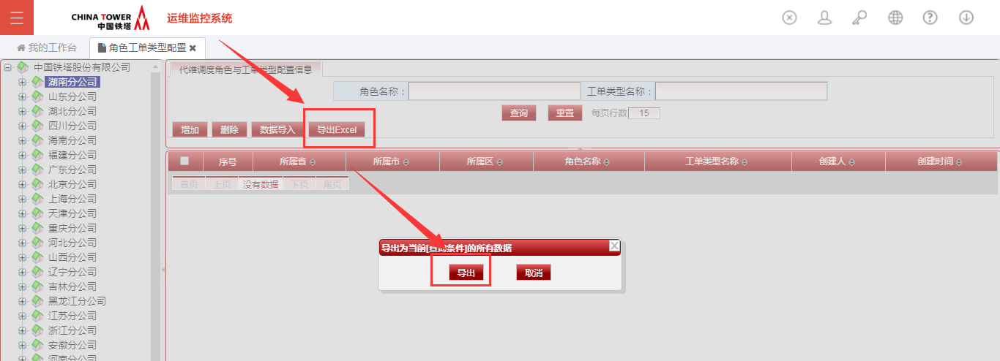 CHINA TOWER
中国铁塔
运维监控系统
我的工作台
角色工单类型配置
中国铁塔股份有限公司
湖南分公司
山东分公司
湖北分公司
四川分公司
海南分公司
福建分公司
广东分公司
北京分公司
上海分公司
天津分公司
重庆分公司
河北分公司
山西分公司
辽宁分公司
吉林分公司
黑龙江分公司
江苏分公司
浙江分公司
安徽分公司
河南分公司
代维调度角色与工单类型配置信息
角色名称： 工单类型名称：
查询 重置 每页行数 15
增加 删除 数据导入 导出Excel
序号 所属省 所属市 所属区 角色名称 工单类型名称 创建人 创建时间
首页 上页 没有数据 下页 尾页
导出为当前[查询条件]的所有数据
导出 取消